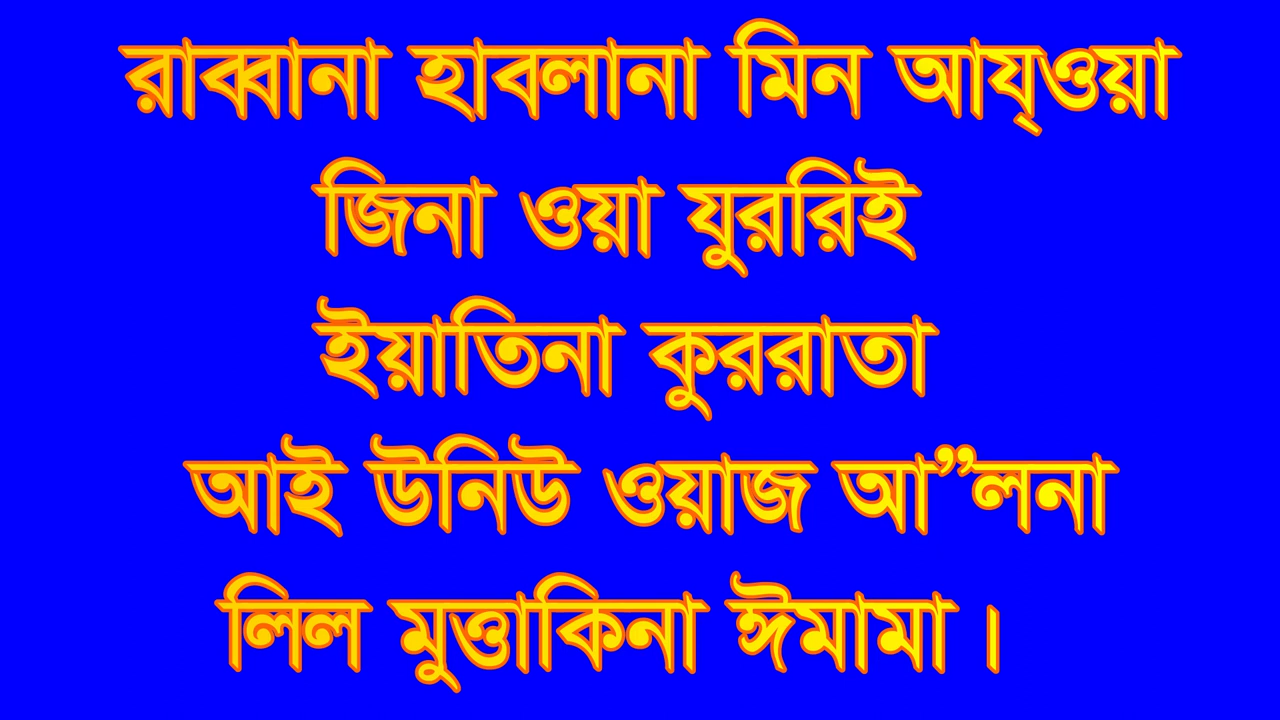 রাব্বানা হাবলানা মিন আয্ওয়া
জিনা ওয়া যুররিই
ইয়াতিনা কুররাতা
আই উনিউ ওয়াজ আ”লনা
লিল মুত্তাকিনা ঈমামা।